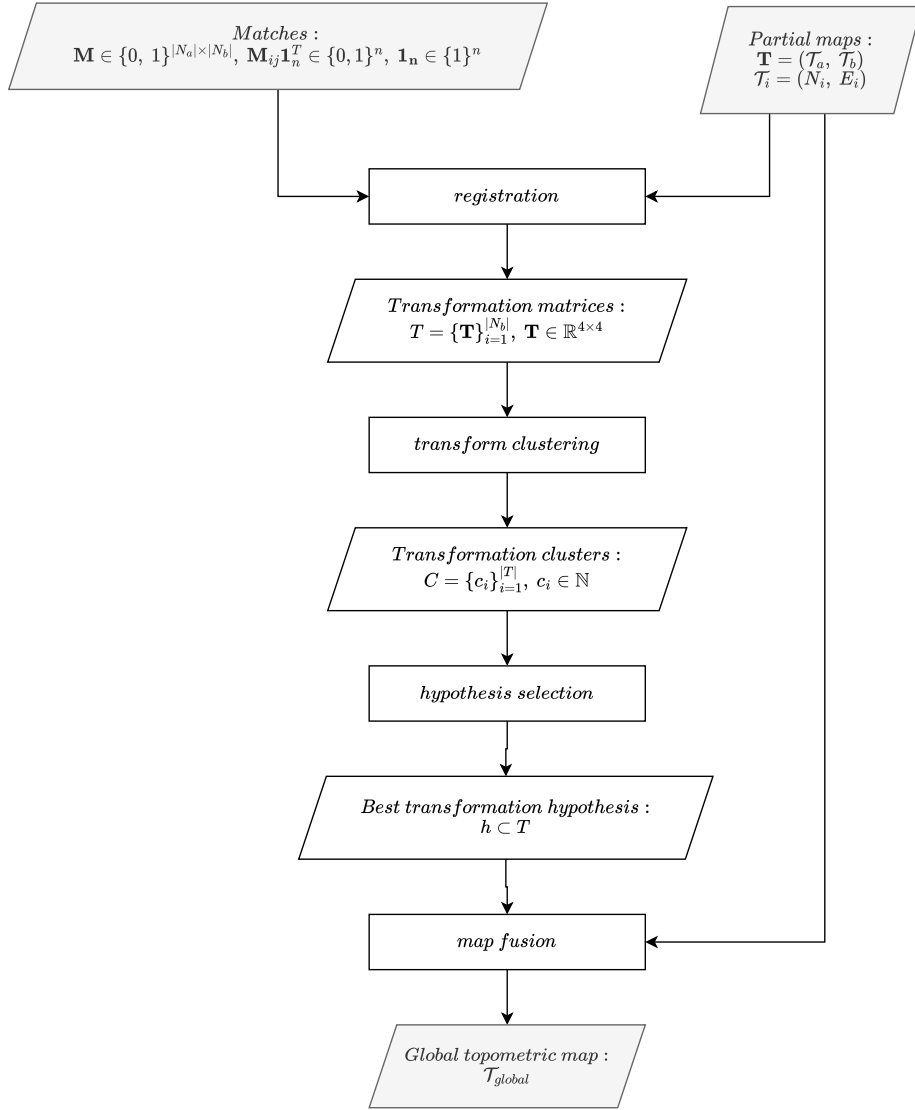 Matches :
𝐌 ∈ {0, 1}^{|N_a|×|N_b|}, 𝐌_{ij}𝟏_n^T ∈ {0,1}^n, 𝟏_𝐧 ∈ {1}^n
Partial maps :
𝐓 = (𝒯_a, 𝒯_b)
𝒯_i = (N_i, E_i)
registration
Transformation matrices :
T = {𝐓}_{i=1}^{|N_b|}, 𝐓 ∈ ℝ^{4×4}
transform clustering
Transformation clusters :
C = {c_i}_{i=1}^{|T|}, c_i ∈ ℕ
hypothesis selection
Best transformation hypothesis :
h ⊂ T
map fusion
Global topometric map :
𝒯_{global}